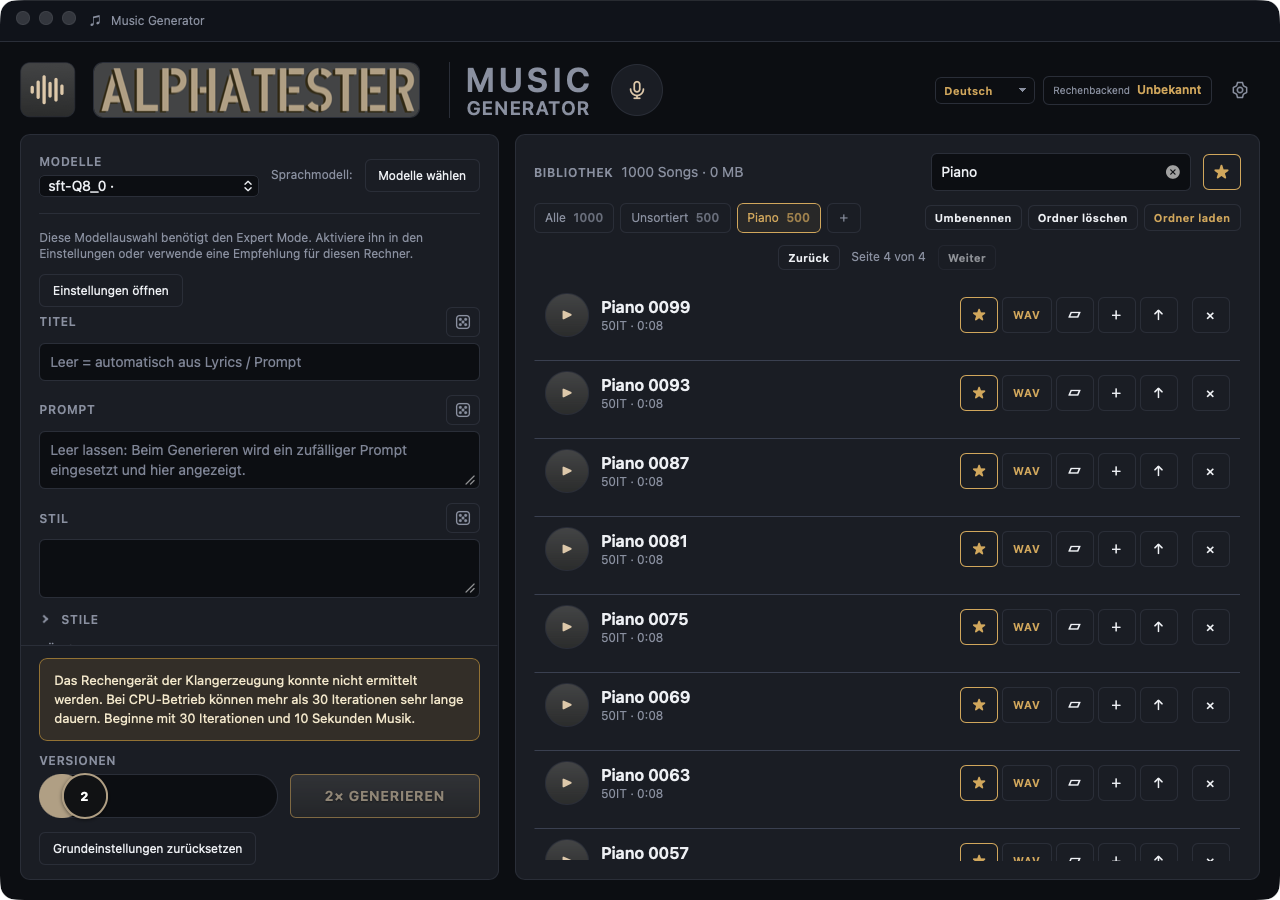 Music Generator
ALPHATESTER
MUSIC
GENERATOR
Deutsch
Rechenbackend Unbekannt
MODELLE
sft-Q8_0 ·
Sprachmodell:
Modelle wählen
Diese Modellauswahl benötigt den Expert Mode. Aktiviere ihn in den
Einstellungen oder verwende eine Empfehlung für diesen Rechner.
Einstellungen öffnen
TITEL
Leer = automatisch aus Lyrics / Prompt
PROMPT
Leer lassen: Beim Generieren wird ein zufälliger Prompt
eingesetzt und hier angezeigt.
STIL
STILE
Das Rechengerät der Klangerzeugung konnte nicht ermittelt
werden. Bei CPU-Betrieb können mehr als 30 Iterationen sehr lange
dauern. Beginne mit 30 Iterationen und 10 Sekunden Musik.
VERSIONEN
2
2× GENERIEREN
Grundeinstellungen zurücksetzen
BIBLIOTHEK 1000 Songs · 0 MB
Piano
Alle 1000
Unsortiert 500
Piano 500
+
Umbenennen
Ordner löschen
Ordner laden
Zurück
Seite 4 von 4
Weiter
Piano 0099
50IT · 0:08
WAV
Piano 0093
50IT · 0:08
WAV
Piano 0087
50IT · 0:08
WAV
Piano 0081
50IT · 0:08
WAV
Piano 0075
50IT · 0:08
WAV
Piano 0069
50IT · 0:08
WAV
Piano 0063
50IT · 0:08
WAV
Piano 0057
WAV